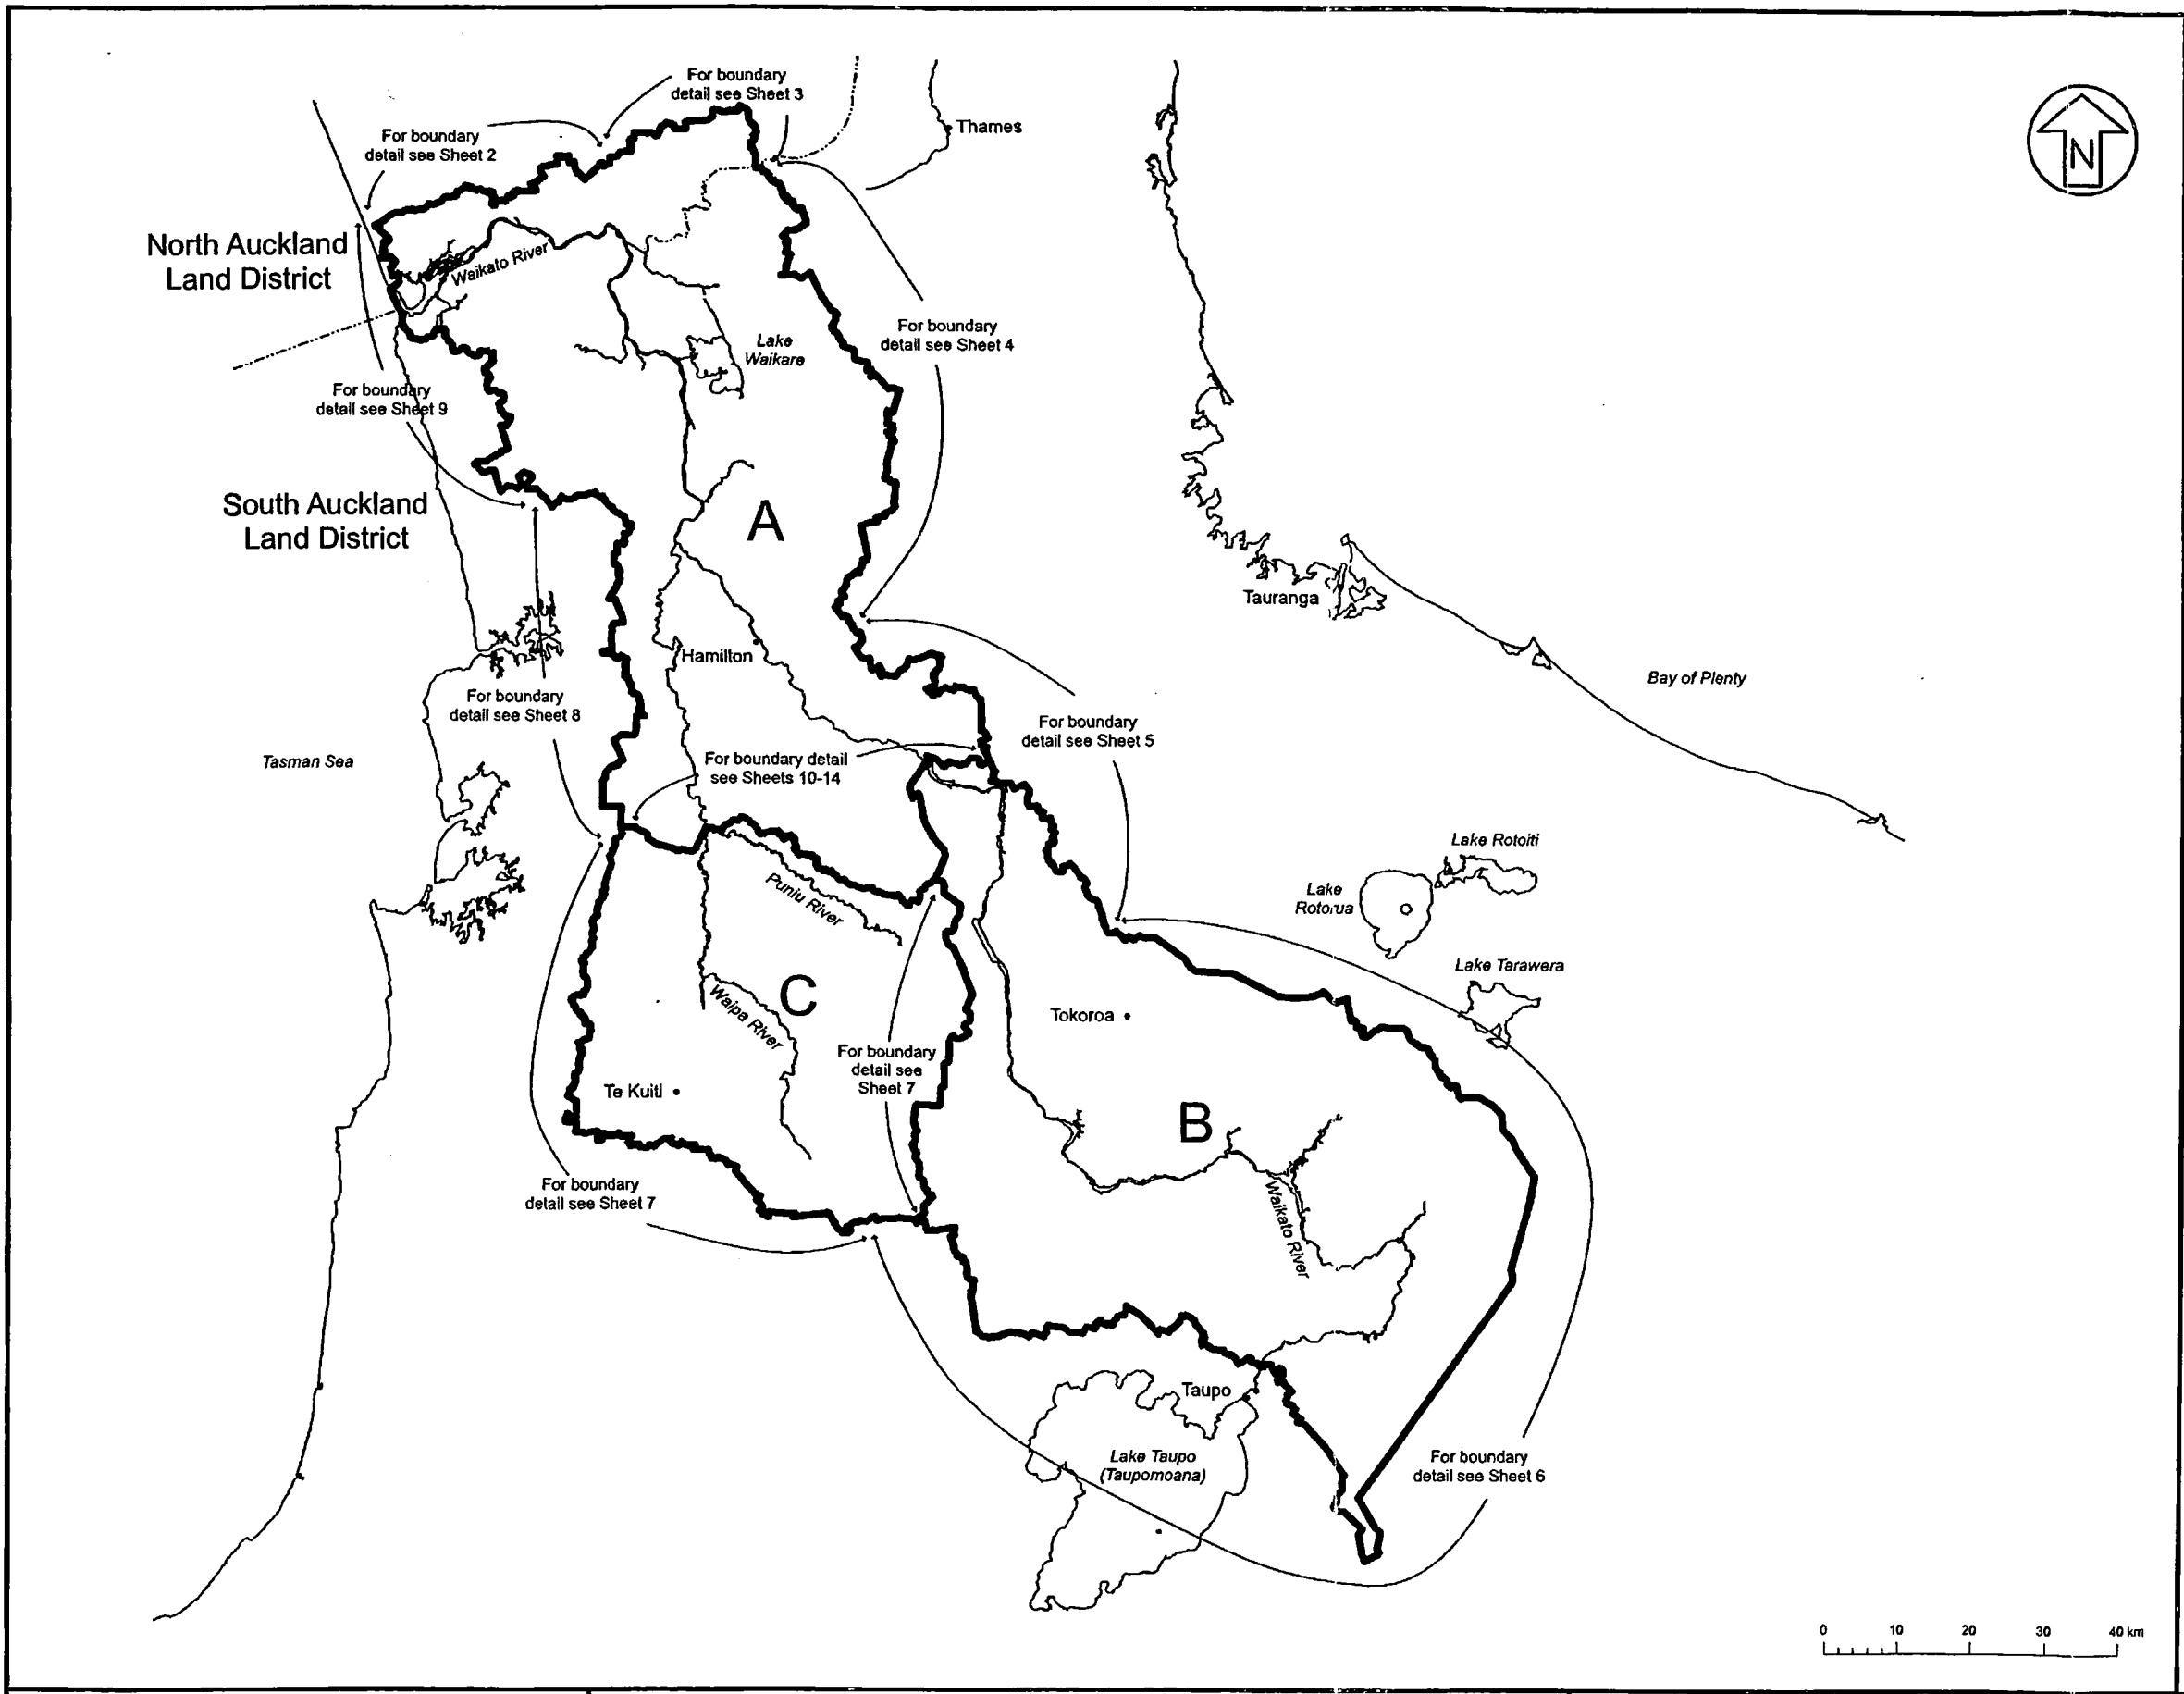 For boundary
detail see Sheet 3
For boundary
detail see Sheet 2
Thames
N
North Auckland
Land District
Waikato River
For boundary
detail see Sheet 4
Lake
Waikare
For boundary
detail see Sheet 9
South Auckland
Land District
A
Tauranga
Hamilton
Bay of Plenty
For boundary
detail see Sheet 8
For boundary
detail see Sheet 5
Tasman Sea
For boundary detail
see Sheets 10-14
Lake Rotoiti
Lake
Rotorua
Puniu River
Lake Tarawera
C
Waipa River
Tokoroa
For boundary
detail see
Sheet 7
Te Kuiti
B
For boundary
detail see Sheet 7
Waikato River
Taupo
Lake Taupo
(Taupomoana)
For boundary
detail see Sheet 6
0 10 20 30 40 km